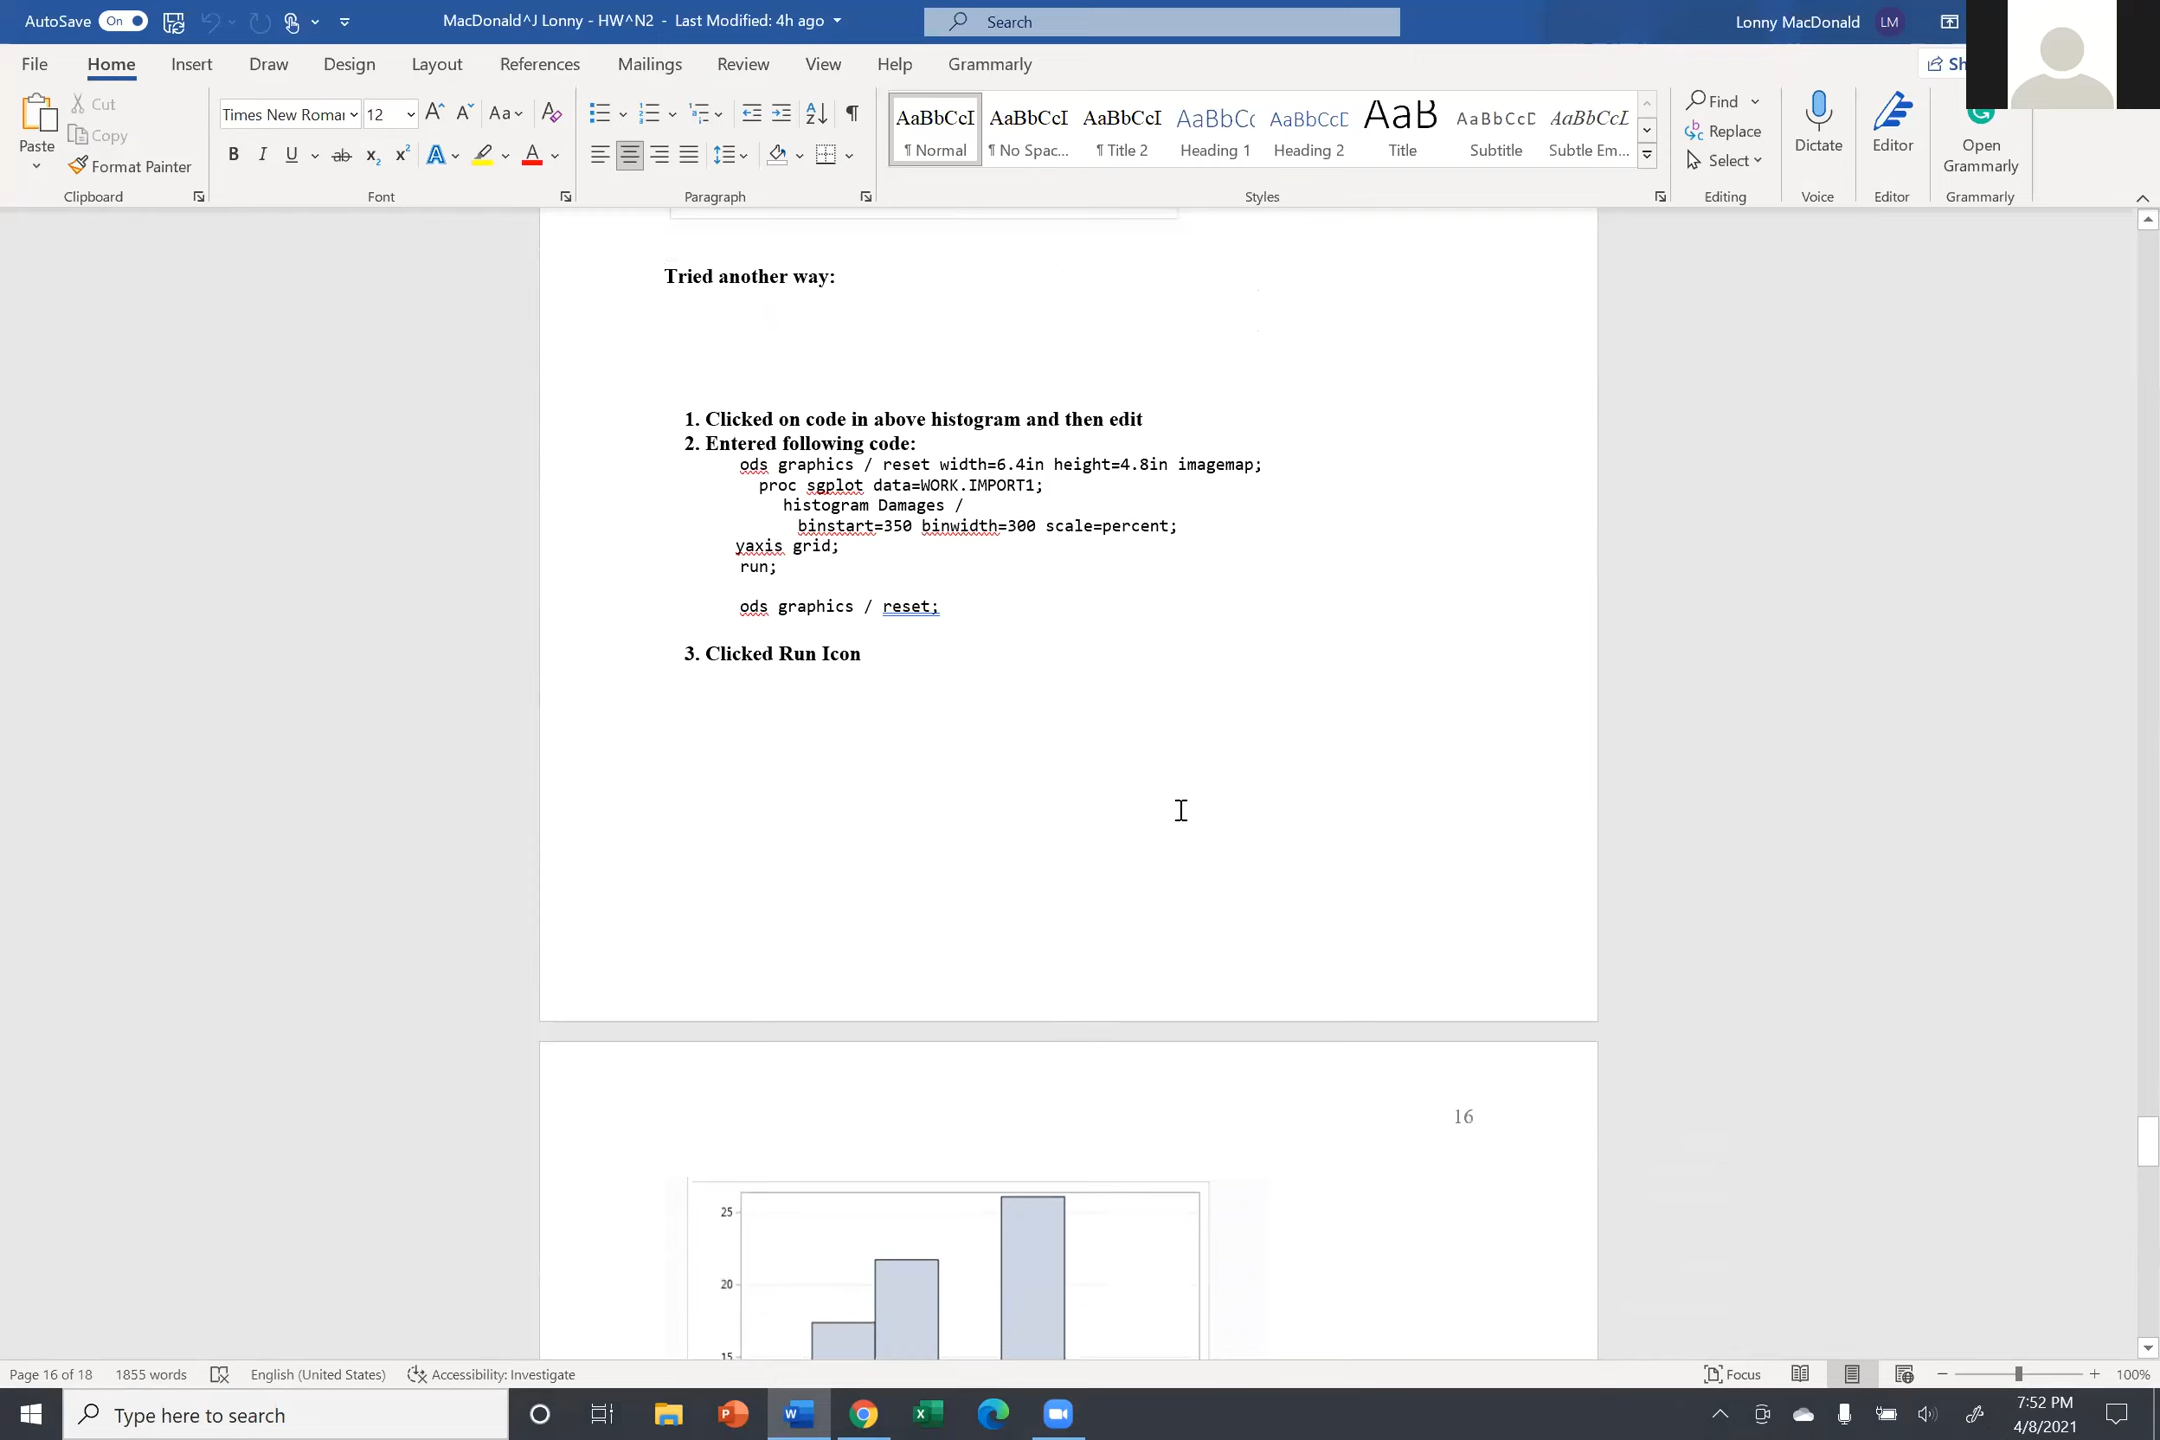 AutoSave On MacDonald^J Lonny - HW^N2 - Last Modified: 4h ago Search Lonny MacDonald LM
File Home Insert Draw Design Layout References Mailings Review View Help Grammarly
Cut
Copy
Paste
Format Painter
Clipboard
Times New Roman 12
Font
Paragraph
AaBbCcI AaBbCcI AaBbCcI AaBbCc AaBbCcD AaB AaBbCcD AaBbCcI
¶ Normal ¶ No Spac... ¶ Title 2 Heading 1 Heading 2 Title Subtitle Subtle Em...
Styles
Find
Replace
Select
Editing
Dictate
Voice
Editor
Editor
Open
Grammarly
Grammarly
Tried another way:
1. Clicked on code in above histogram and then edit
2. Entered following code:
ods graphics / reset width=6.4in height=4.8in imagemap;
proc sgplot data=WORK.IMPORT1;
histogram Damages /
binstart=350 binwidth=300 scale=percent;
yaxis grid;
run;
ods graphics / reset;
3. Clicked Run Icon
16
25
20
15
Page 16 of 18 1855 words English (United States) Accessibility: Investigate Focus 100%
Type here to search
7:52 PM
4/8/2021